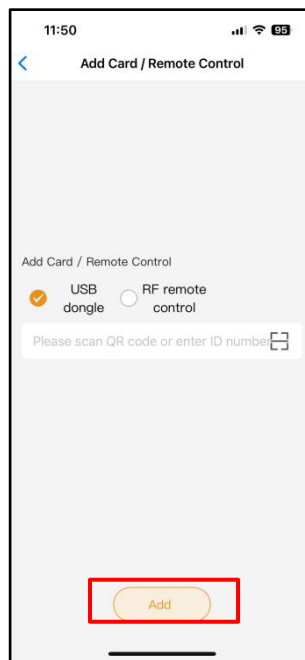 11:50
95
Add Card / Remote Control
Add Card / Remote Control
USB dongle
RF remote control
Please scan QR code or enter ID number
Add